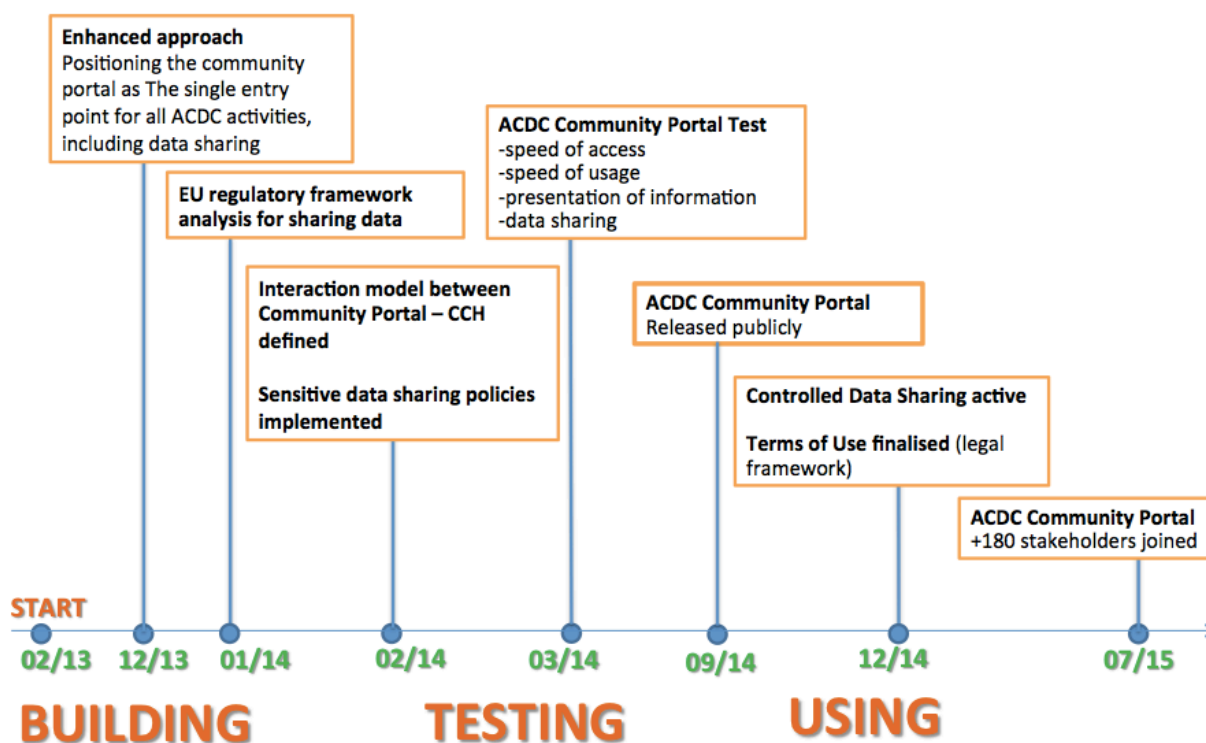 Enhanced approach
Positioning the community
portal as The single entry
point for all ACDC activities,
including data sharing
EU regulatory framework
analysis for sharing data
Interaction model between
Community Portal – CCH
defined
Sensitive data sharing policies
implemented
ACDC Community Portal Test
-speed of access
-speed of usage
-presentation of information
-data sharing
ACDC Community Portal
Released publicly
Controlled Data Sharing active
Terms of Use finalised (legal
framework)
ACDC Community Portal
+180 stakeholders joined
START
02/13 12/13 01/14 02/14 03/14 09/14 12/14 07/15
BUILDING TESTING USING